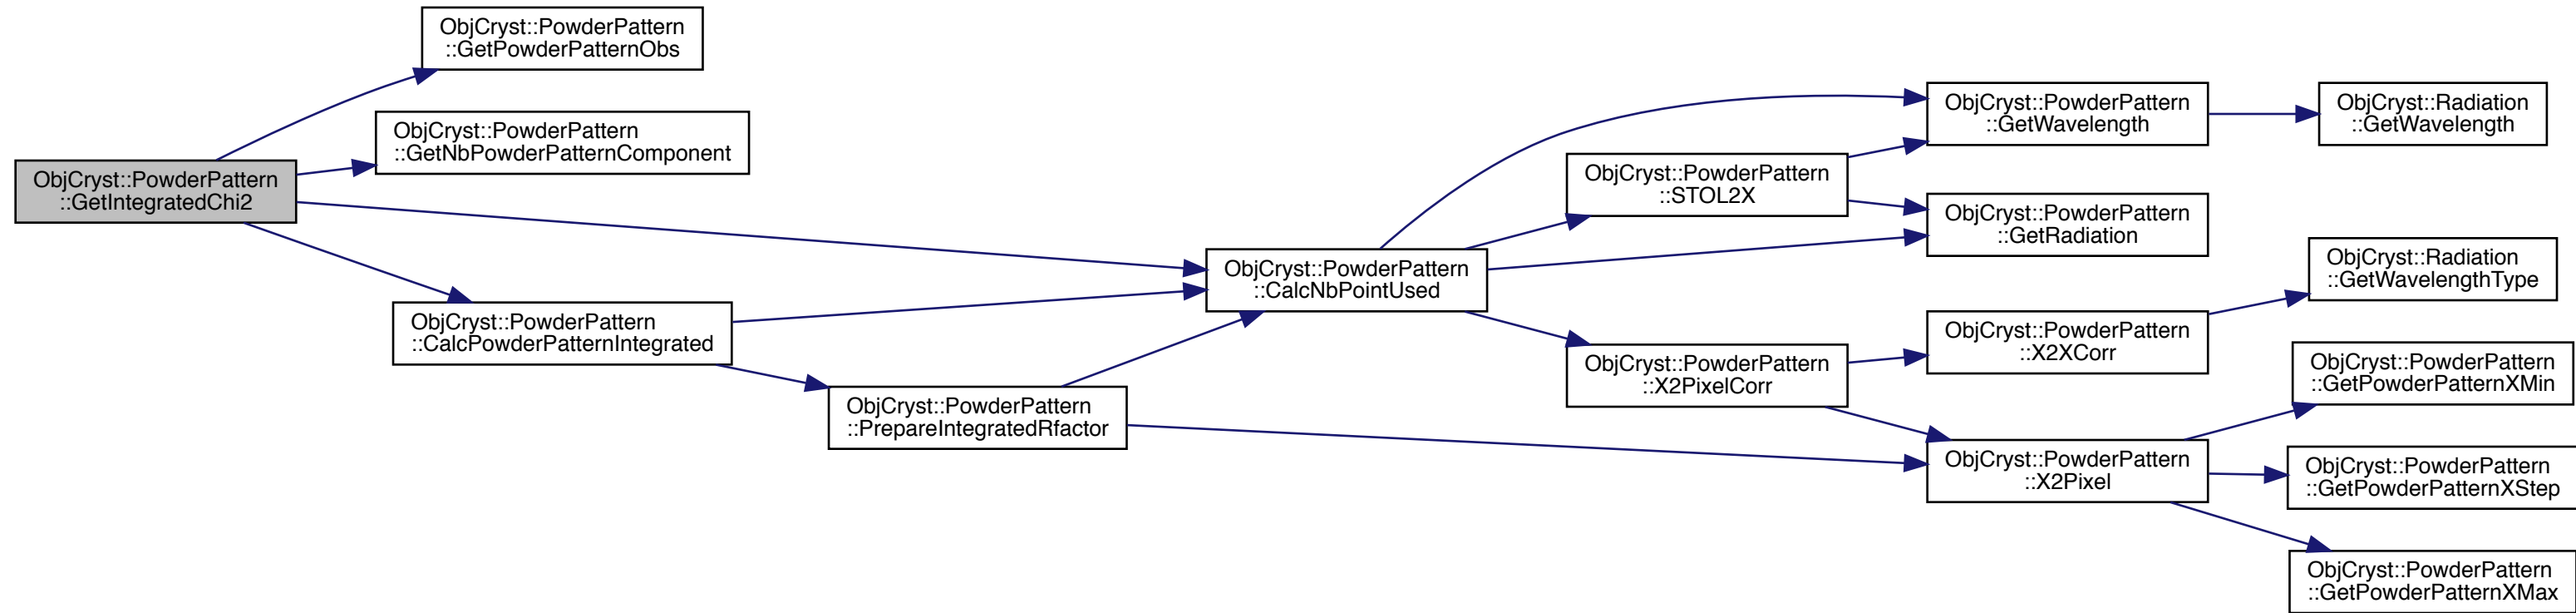 ObjCryst::PowderPattern
::GetIntegratedChi2
ObjCryst::PowderPattern
::GetPowderPatternObs
ObjCryst::PowderPattern
::GetNbPowderPatternComponent
ObjCryst::PowderPattern
::CalcPowderPatternIntegrated
ObjCryst::PowderPattern
::PrepareIntegratedRfactor
ObjCryst::PowderPattern
::CalcNbPointUsed
ObjCryst::PowderPattern
::STOL2X
ObjCryst::PowderPattern
::X2PixelCorr
ObjCryst::PowderPattern
::GetWavelength
ObjCryst::PowderPattern
::GetRadiation
ObjCryst::PowderPattern
::X2XCorr
ObjCryst::PowderPattern
::X2Pixel
ObjCryst::Radiation
::GetWavelength
ObjCryst::Radiation
::GetWavelengthType
ObjCryst::PowderPattern
::GetPowderPatternXMin
ObjCryst::PowderPattern
::GetPowderPatternXStep
ObjCryst::PowderPattern
::GetPowderPatternXMax